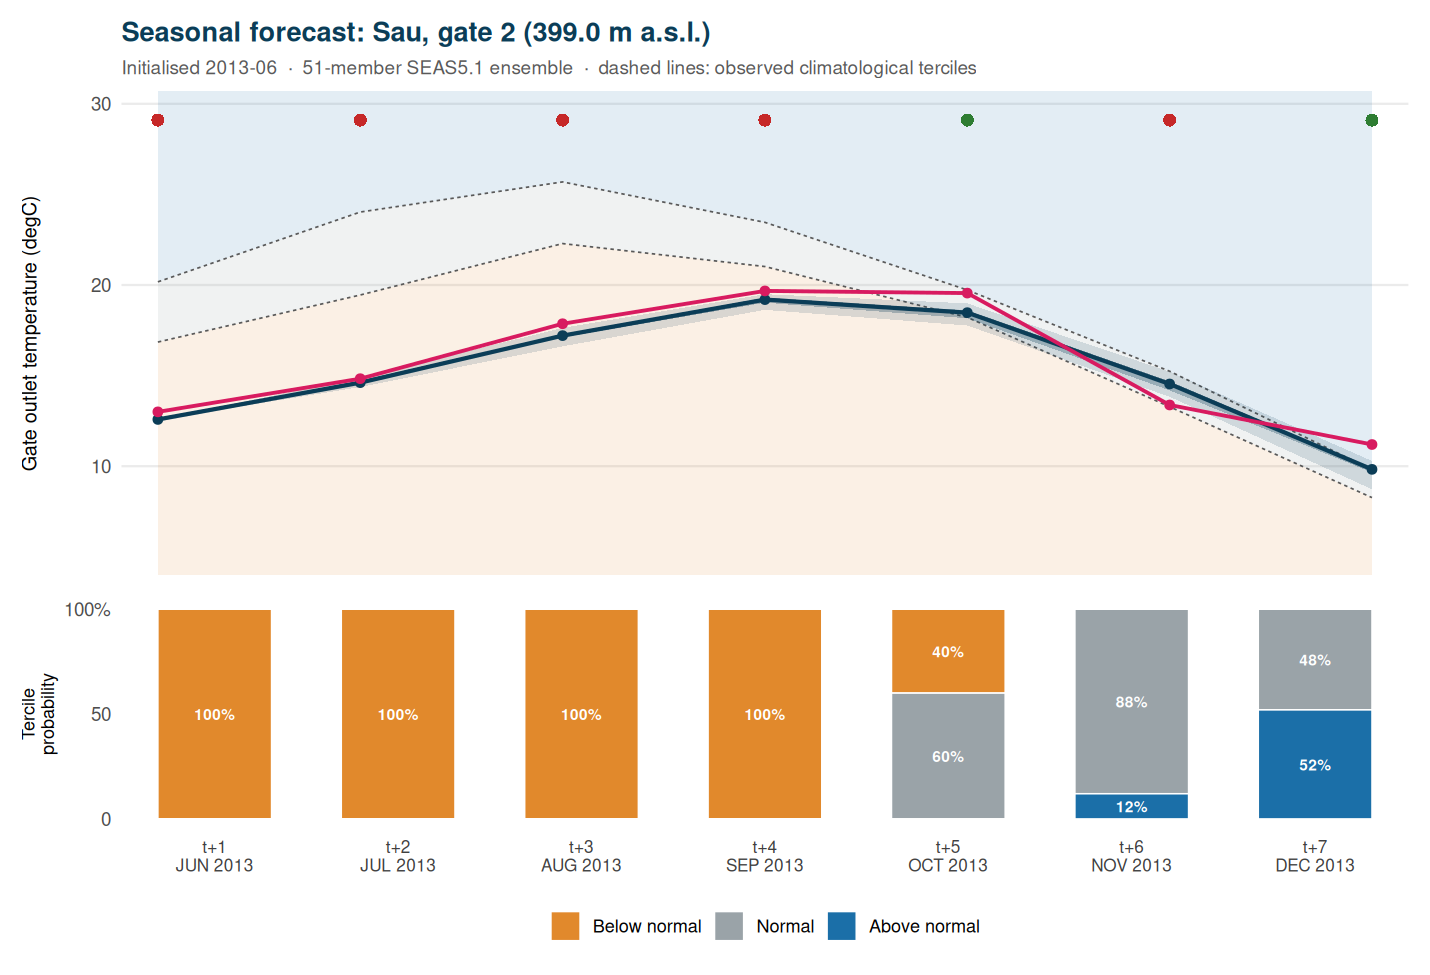 Seasonal forecast: Sau, gate 2 (399.0 m a.s.l.)
Initialised 2013-06 · 51-member SEAS5.1 ensemble · dashed lines: observed climatological terciles
Gate outlet temperature (degC)
30
20
10
Tercile
probability
100%
50
0
100%
100%
100%
100%
40%
60%
88%
12%
48%
52%
t+1
JUN 2013
t+2
JUL 2013
t+3
AUG 2013
t+4
SEP 2013
t+5
OCT 2013
t+6
NOV 2013
t+7
DEC 2013
Below normal
Normal
Above normal